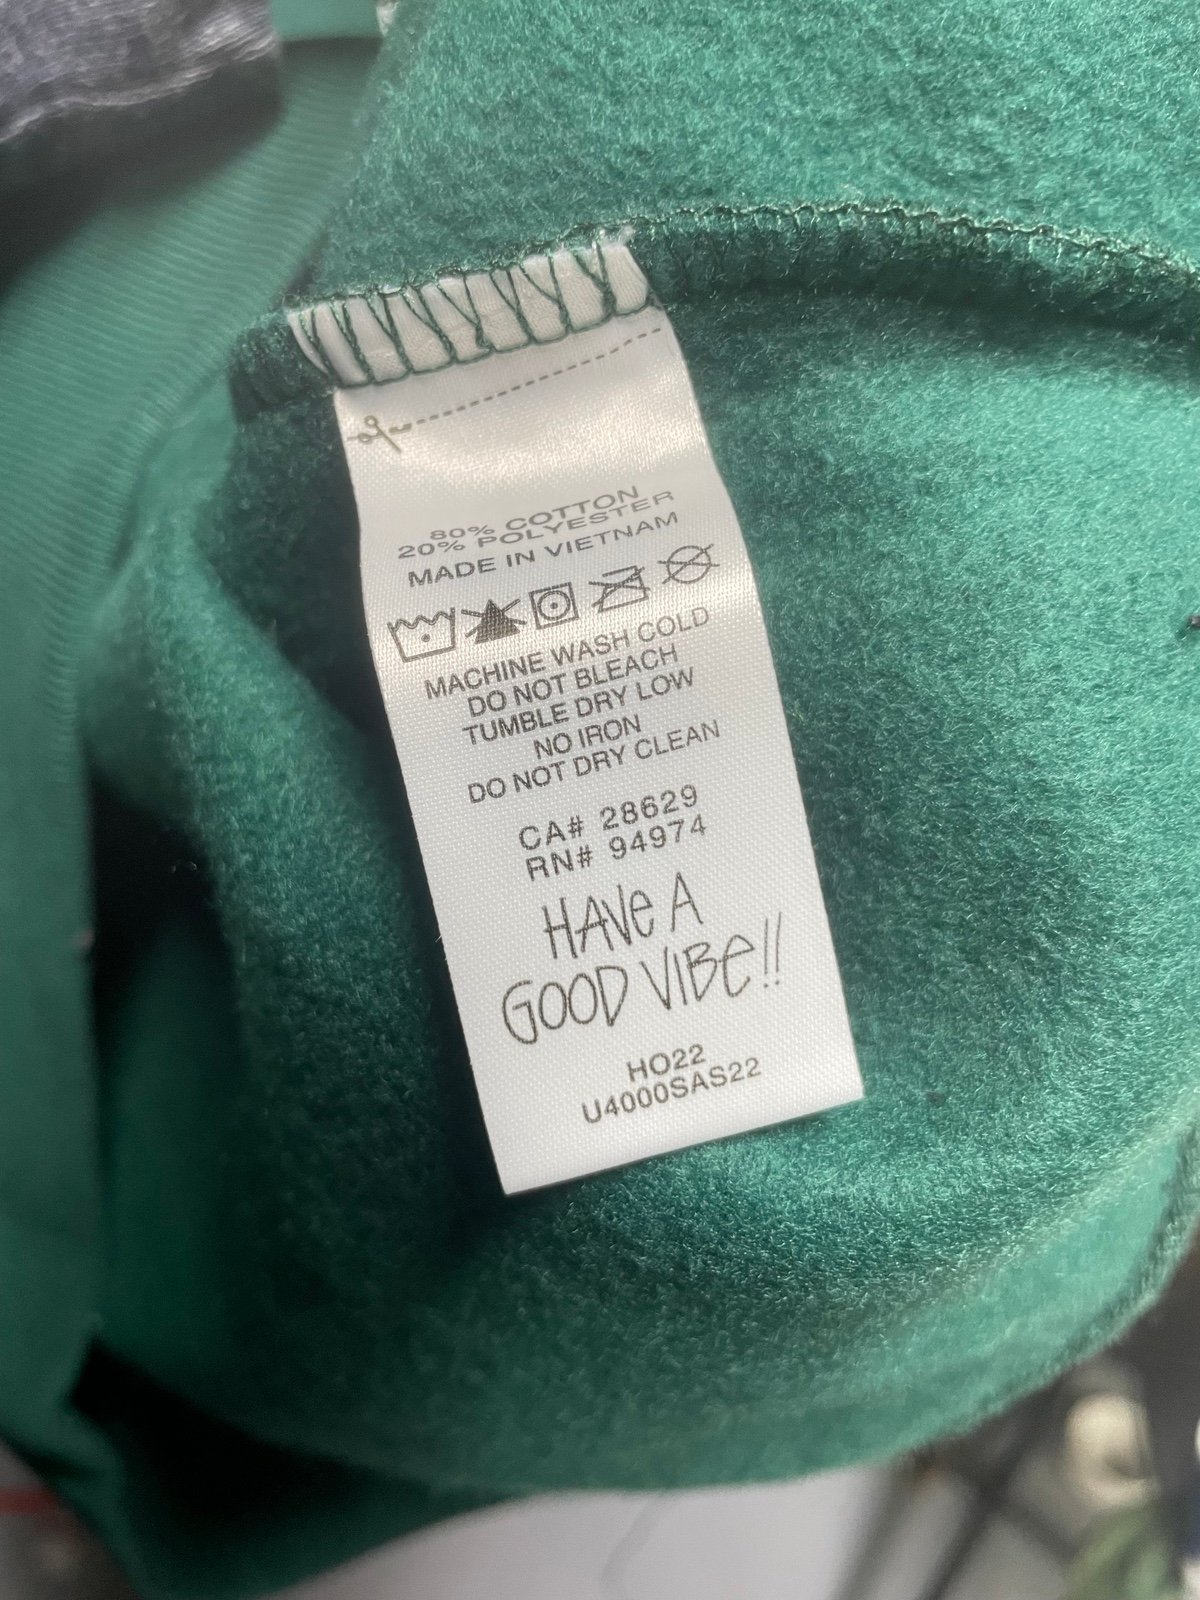 80% COTTON
20% POLYESTER
MADE IN VIETNAM
MACHINE WASH COLD
DO NOT BLEACH
TUMBLE DRY LOW
NO IRON
DO NOT DRY CLEAN
CA# 28629
RN# 94974
HAVe A
GOOD VIBe!!
HO22
U4000SAS22